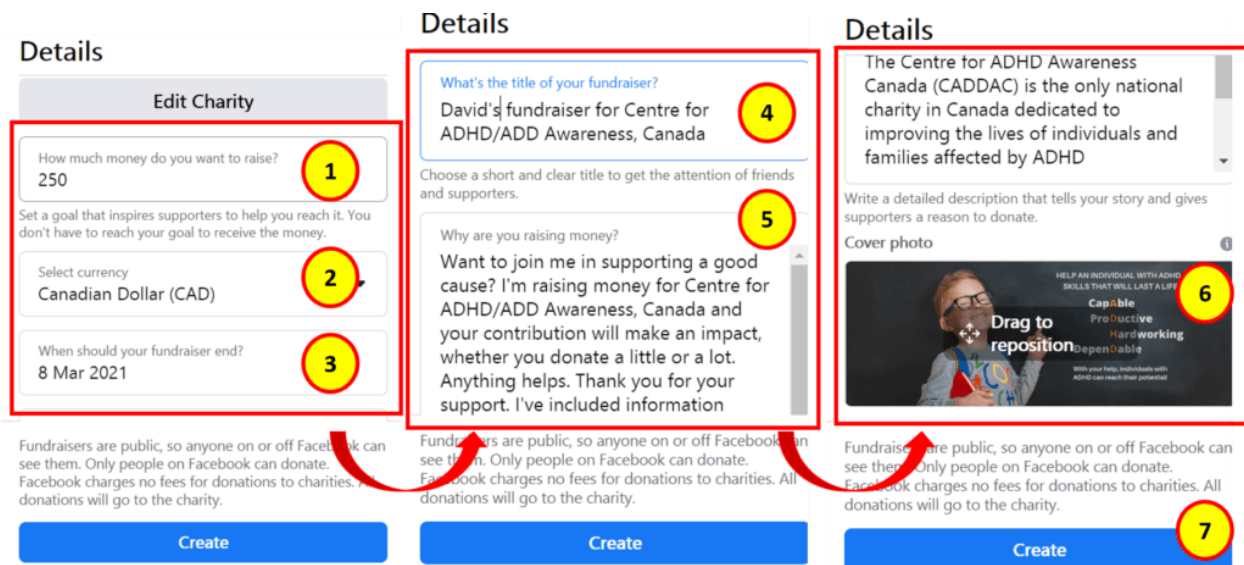 Details
Edit Charity
How much money do you want to raise?
250
1
Set a goal that inspires supporters to help you reach it. You
don't have to reach your goal to receive the money.
Select currency
Canadian Dollar (CAD)
2
When should your fundraiser end?
8 Mar 2021
3
Fundraisers are public, so anyone on or off Facebook can
see them. Only people on Facebook can donate.
Facebook charges no fees for donations to charities. All
donations will go to the charity.
Create
Details
What's the title of your fundraiser?
David's fundraiser for Centre for
ADHD/ADD Awareness, Canada
4
Choose a short and clear title to get the attention of friends
and supporters.
5
Why are you raising money?
Want to join me in supporting a good
cause? I'm raising money for Centre for
ADHD/ADD Awareness, Canada and
your contribution will make an impact,
whether you donate a little or a lot.
Anything helps. Thank you for your
support. I've included information
Fundraisers are public, so anyone on or off Facebook can
see them. Only people on Facebook can donate.
Facebook charges no fees for donations to charities. All
donations will go to the charity.
Create
Details
The Centre for ADHD Awareness
Canada (CADDAC) is the only national
charity in Canada dedicated to
improving the lives of individuals and
families affected by ADHD
Write a detailed description that tells your story and gives
supporters a reason to donate.
Cover photo
HELP AN INDIVIDUAL WITH ADHD
SKILLS THAT WILL LAST A LIFE
6
CapAble
ProDuctive
Hardworking
DepenDable
Drag to
reposition
With your help, individuals with
ADHD can reach their potential!
Fundraisers are public, so anyone on or off Facebook can
see them. Only people on Facebook can donate.
Facebook charges no fees for donations to charities. All
donations will go to the charity.
7
Create